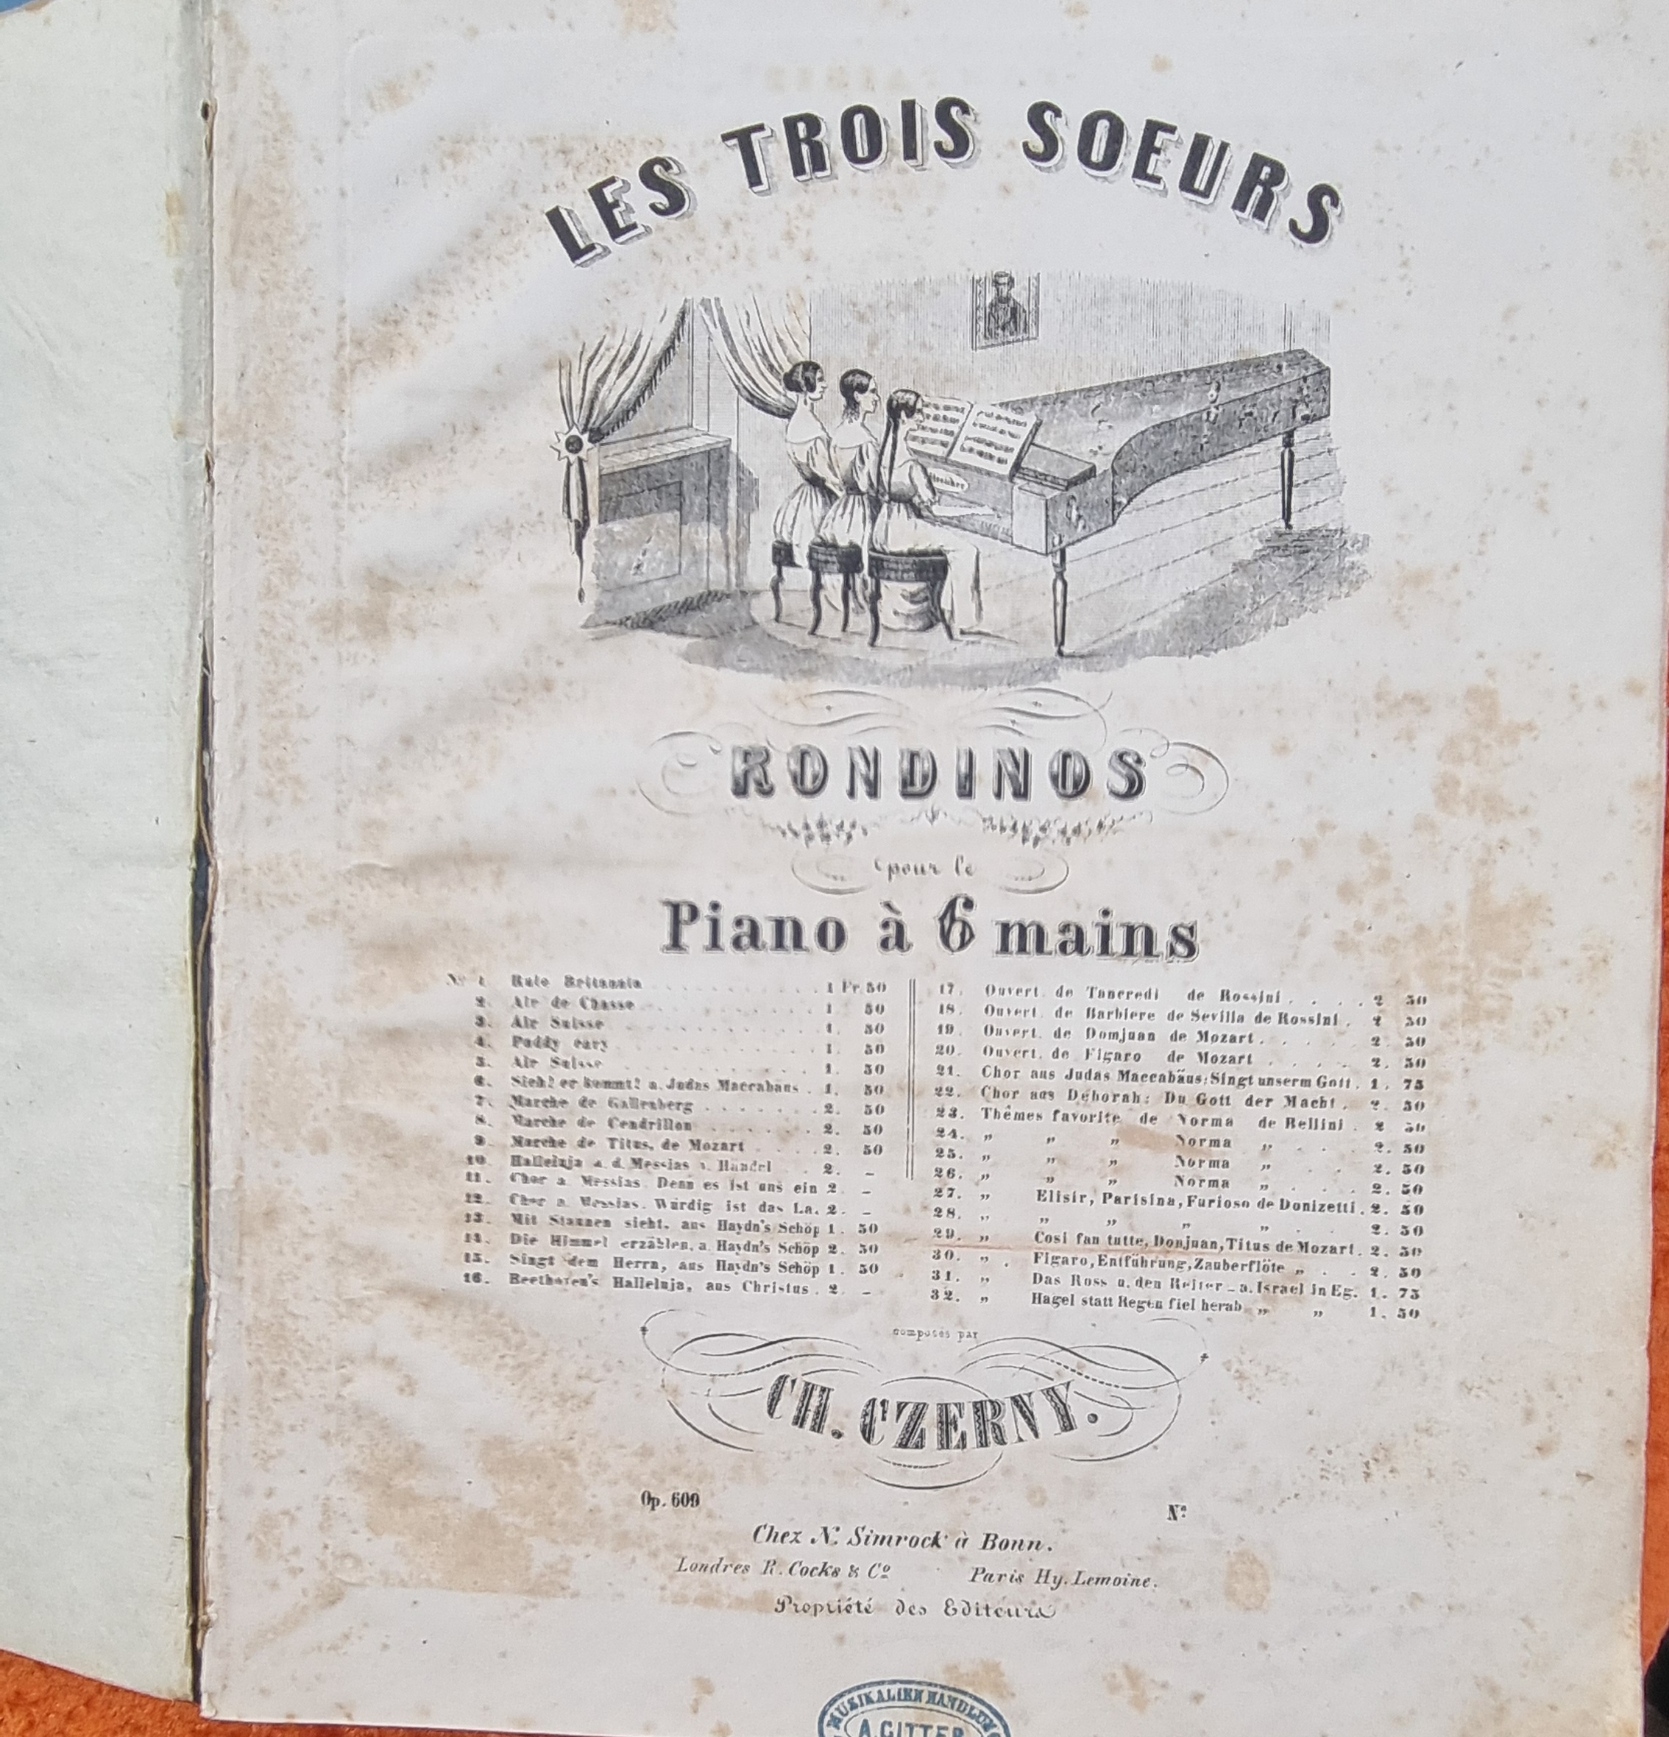 LES TROIS SOEURS
RONDINOS
pour le
Piano à 6 mains
Nº 1. Rule Britannia . . . . . . . . . 1 Fr. 50
2. Air de Chasse . . . . . . . . . 1. 50
3. Air Suisse . . . . . . . . . 1. 50
4. Paddy cary . . . . . . . . . 1. 50
5. Air Suisse . . . . . . . . . 1. 50
6. Sieh! er kommt! a. Judas Maccabäus . 1. 50
7. Marche de Gallenberg . . . . . . 2. 50
8. Marche de Cendrillon . . . . . . 2. 50
9. Marche de Titus, de Mozart . . . . 2. 50
10. Halleluja a. d. Messias v. Händel . . 2. –
11. Chor a Messias. Denn es ist uns ein 2. –
12. Chor a. Messias. Würdig ist das La. 2. –
13. Mit Staunen sieht, aus Haydn's Schöp 1. 50
14. Die Himmel erzählen, a. Haydn's Schöp 2. 50
15. Singt dem Herrn, aus Haydn's Schöp 1. 50
16. Beethoven's Halleluja, aus Christus . 2. –
17. Ouvert. de Tancredi de Rossini . . . . 2 50
18. Ouvert. de Barbiere de Sevilla de Rossini . 2 50
19. Ouvert. de Domjuan de Mozart . . . . . 2. 50
20. Ouvert. de Figaro de Mozart . . . . . 2. 50
21. Chor aus Judas Maccabäus: Singt unserm Gott . 1. 75
22. Chor aus Deborah: Du Gott der Macht . 2. 50
23. Thêmes favorite de Norma de Bellini . 2 50
24. „ „ „ Norma „ . . 2. 50
25. „ „ „ Norma „ . . 2. 50
26. „ „ „ Norma „ . . . . 2. 50
27. „ Elisir, Parisina, Furioso de Donizetti . 2. 50
28. „ „ „ „ „ . . 2. 50
29. „ Cosi fan tutte, Donjuan, Titus de Mozart . 2. 50
30. „ Figaro, Entführung, Zauberflöte „ . . 2. 50
31. „ Das Ross u. den Reiter – a. Israel in Eg. 1. 75
32. „ Hagel statt Regen fiel herab „ „ 1. 50
composés par
CH. CZERNY.
Op. 609 Nº
Chez N. Simrock à Bonn.
Londres R. Cocks & Cº Paris Hy. Lemoine.
Propriété des Editeurs
MUSIKALIEN HANDLUNG
A. GITTER